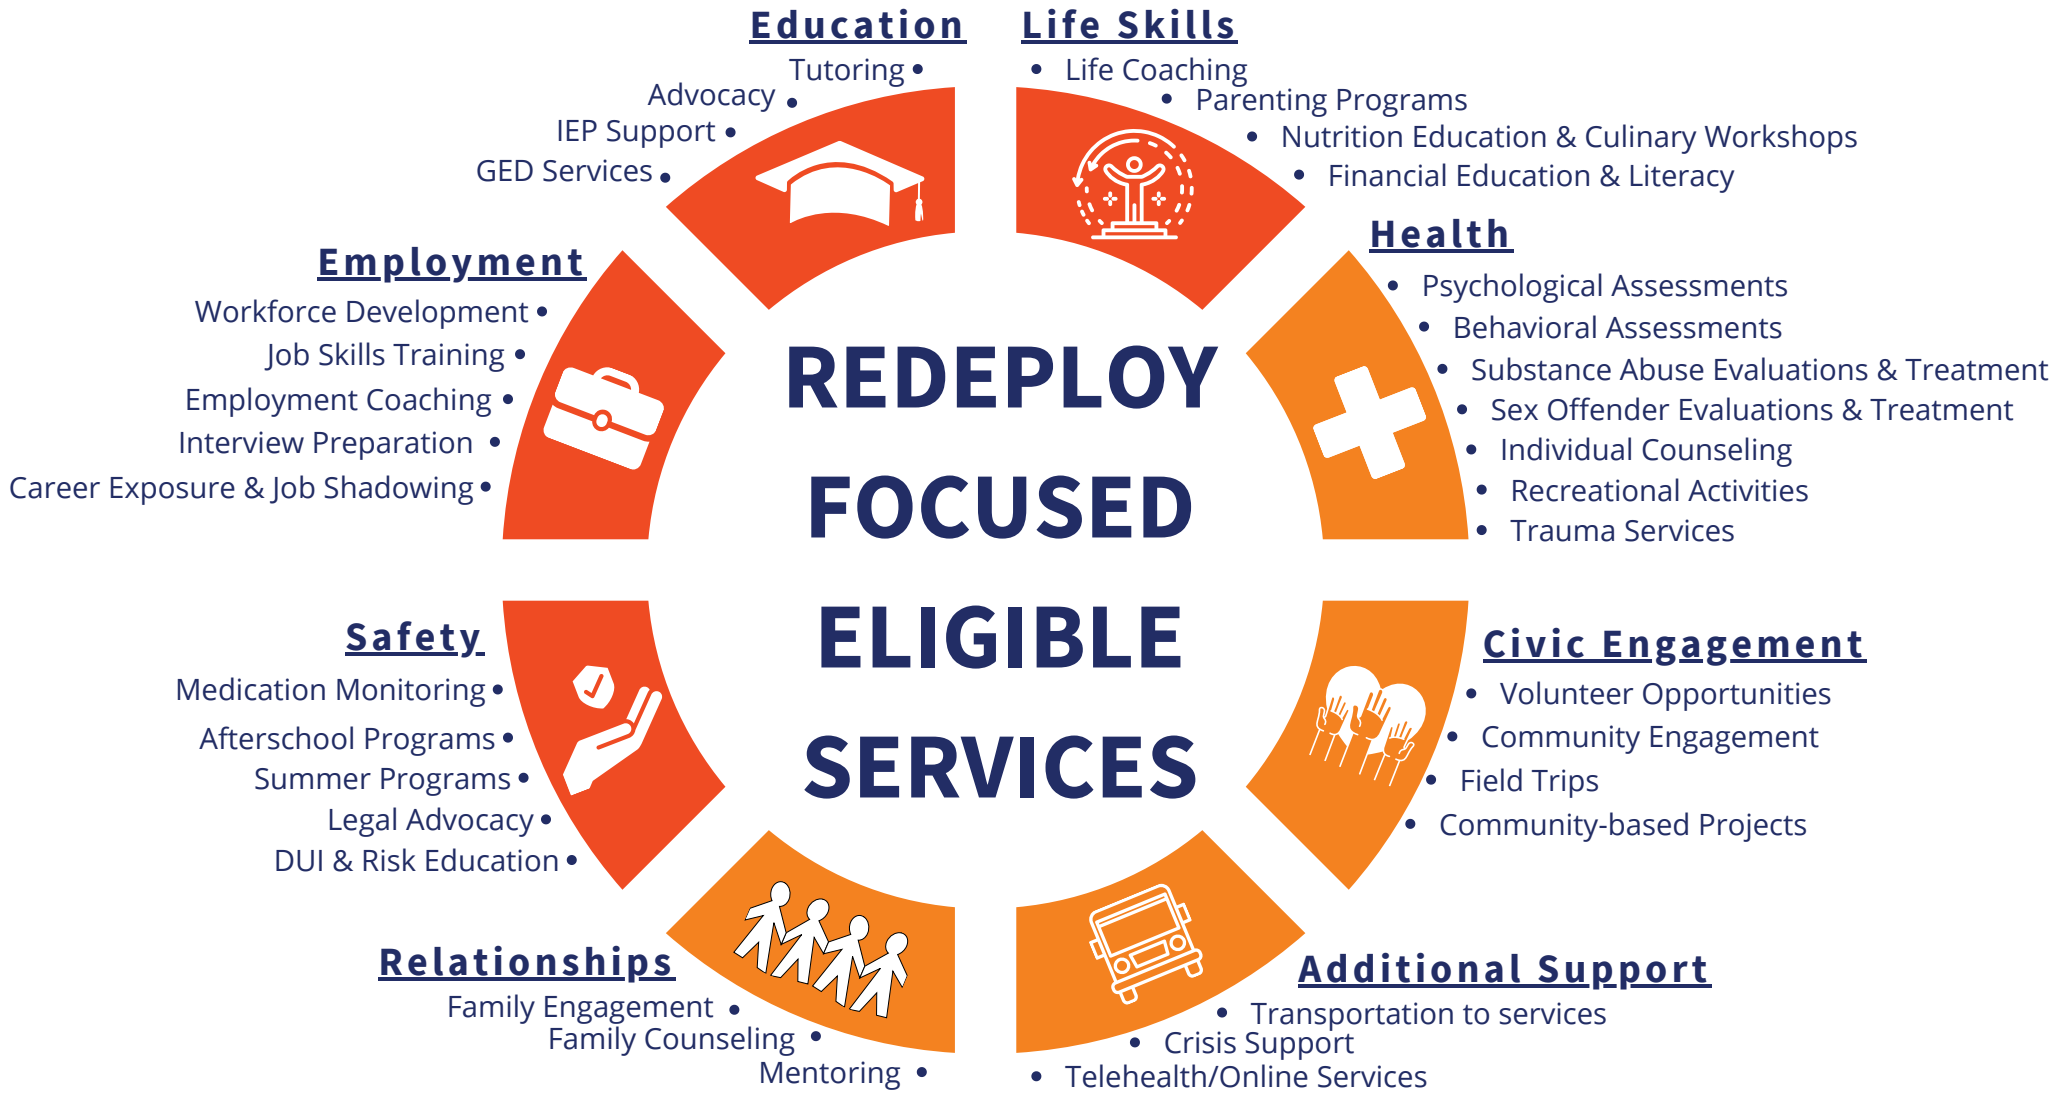 Education
Tutoring •
Advocacy •
IEP Support •
GED Services •
Life Skills
• Life Coaching
• Parenting Programs
• Nutrition Education & Culinary Workshops
• Financial Education & Literacy
Employment
Workforce Development •
Job Skills Training •
Employment Coaching •
Interview Preparation •
Career Exposure & Job Shadowing •
Health
• Psychological Assessments
• Behavioral Assessments
• Substance Abuse Evaluations & Treatment
• Sex Offender Evaluations & Treatment
• Individual Counseling
• Recreational Activities
• Trauma Services
REDEPLOY
FOCUSED
ELIGIBLE
SERVICES
Safety
Medication Monitoring •
Afterschool Programs •
Summer Programs •
Legal Advocacy •
DUI & Risk Education •
Civic Engagement
• Volunteer Opportunities
• Community Engagement
• Field Trips
• Community-based Projects
Relationships
Family Engagement •
Family Counseling •
Mentoring •
Additional Support
• Transportation to services
• Crisis Support
• Telehealth/Online Services